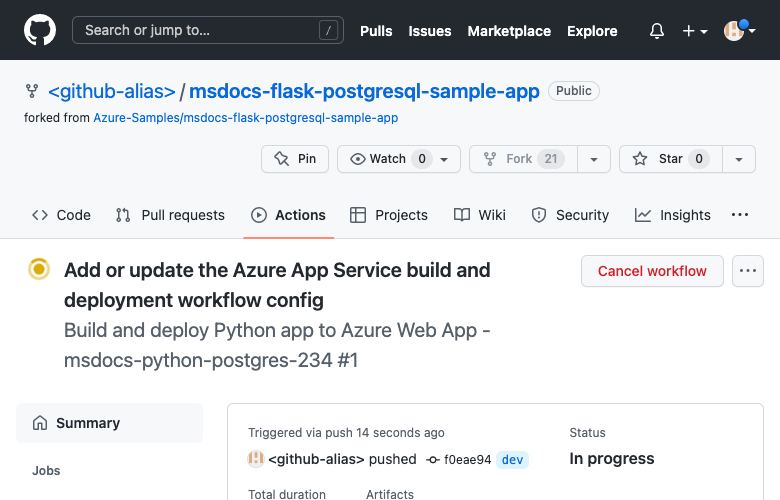 Search or jump to... /
Pulls Issues Marketplace Explore
<github-alias> / msdocs-flask-postgresql-sample-app Public
forked from Azure-Samples/msdocs-flask-postgresql-sample-app
Pin Watch 0 Fork 21 Star 0
Code Pull requests Actions Projects Wiki Security Insights ...
Add or update the Azure App Service build and
deployment workflow config
Cancel workflow ...
Build and deploy Python app to Azure Web App -
msdocs-python-postgres-234 #1
Summary
Jobs
Triggered via push 14 seconds ago
<github-alias> pushed f0eae94 dev
Status
In progress
Total duration
Artifacts